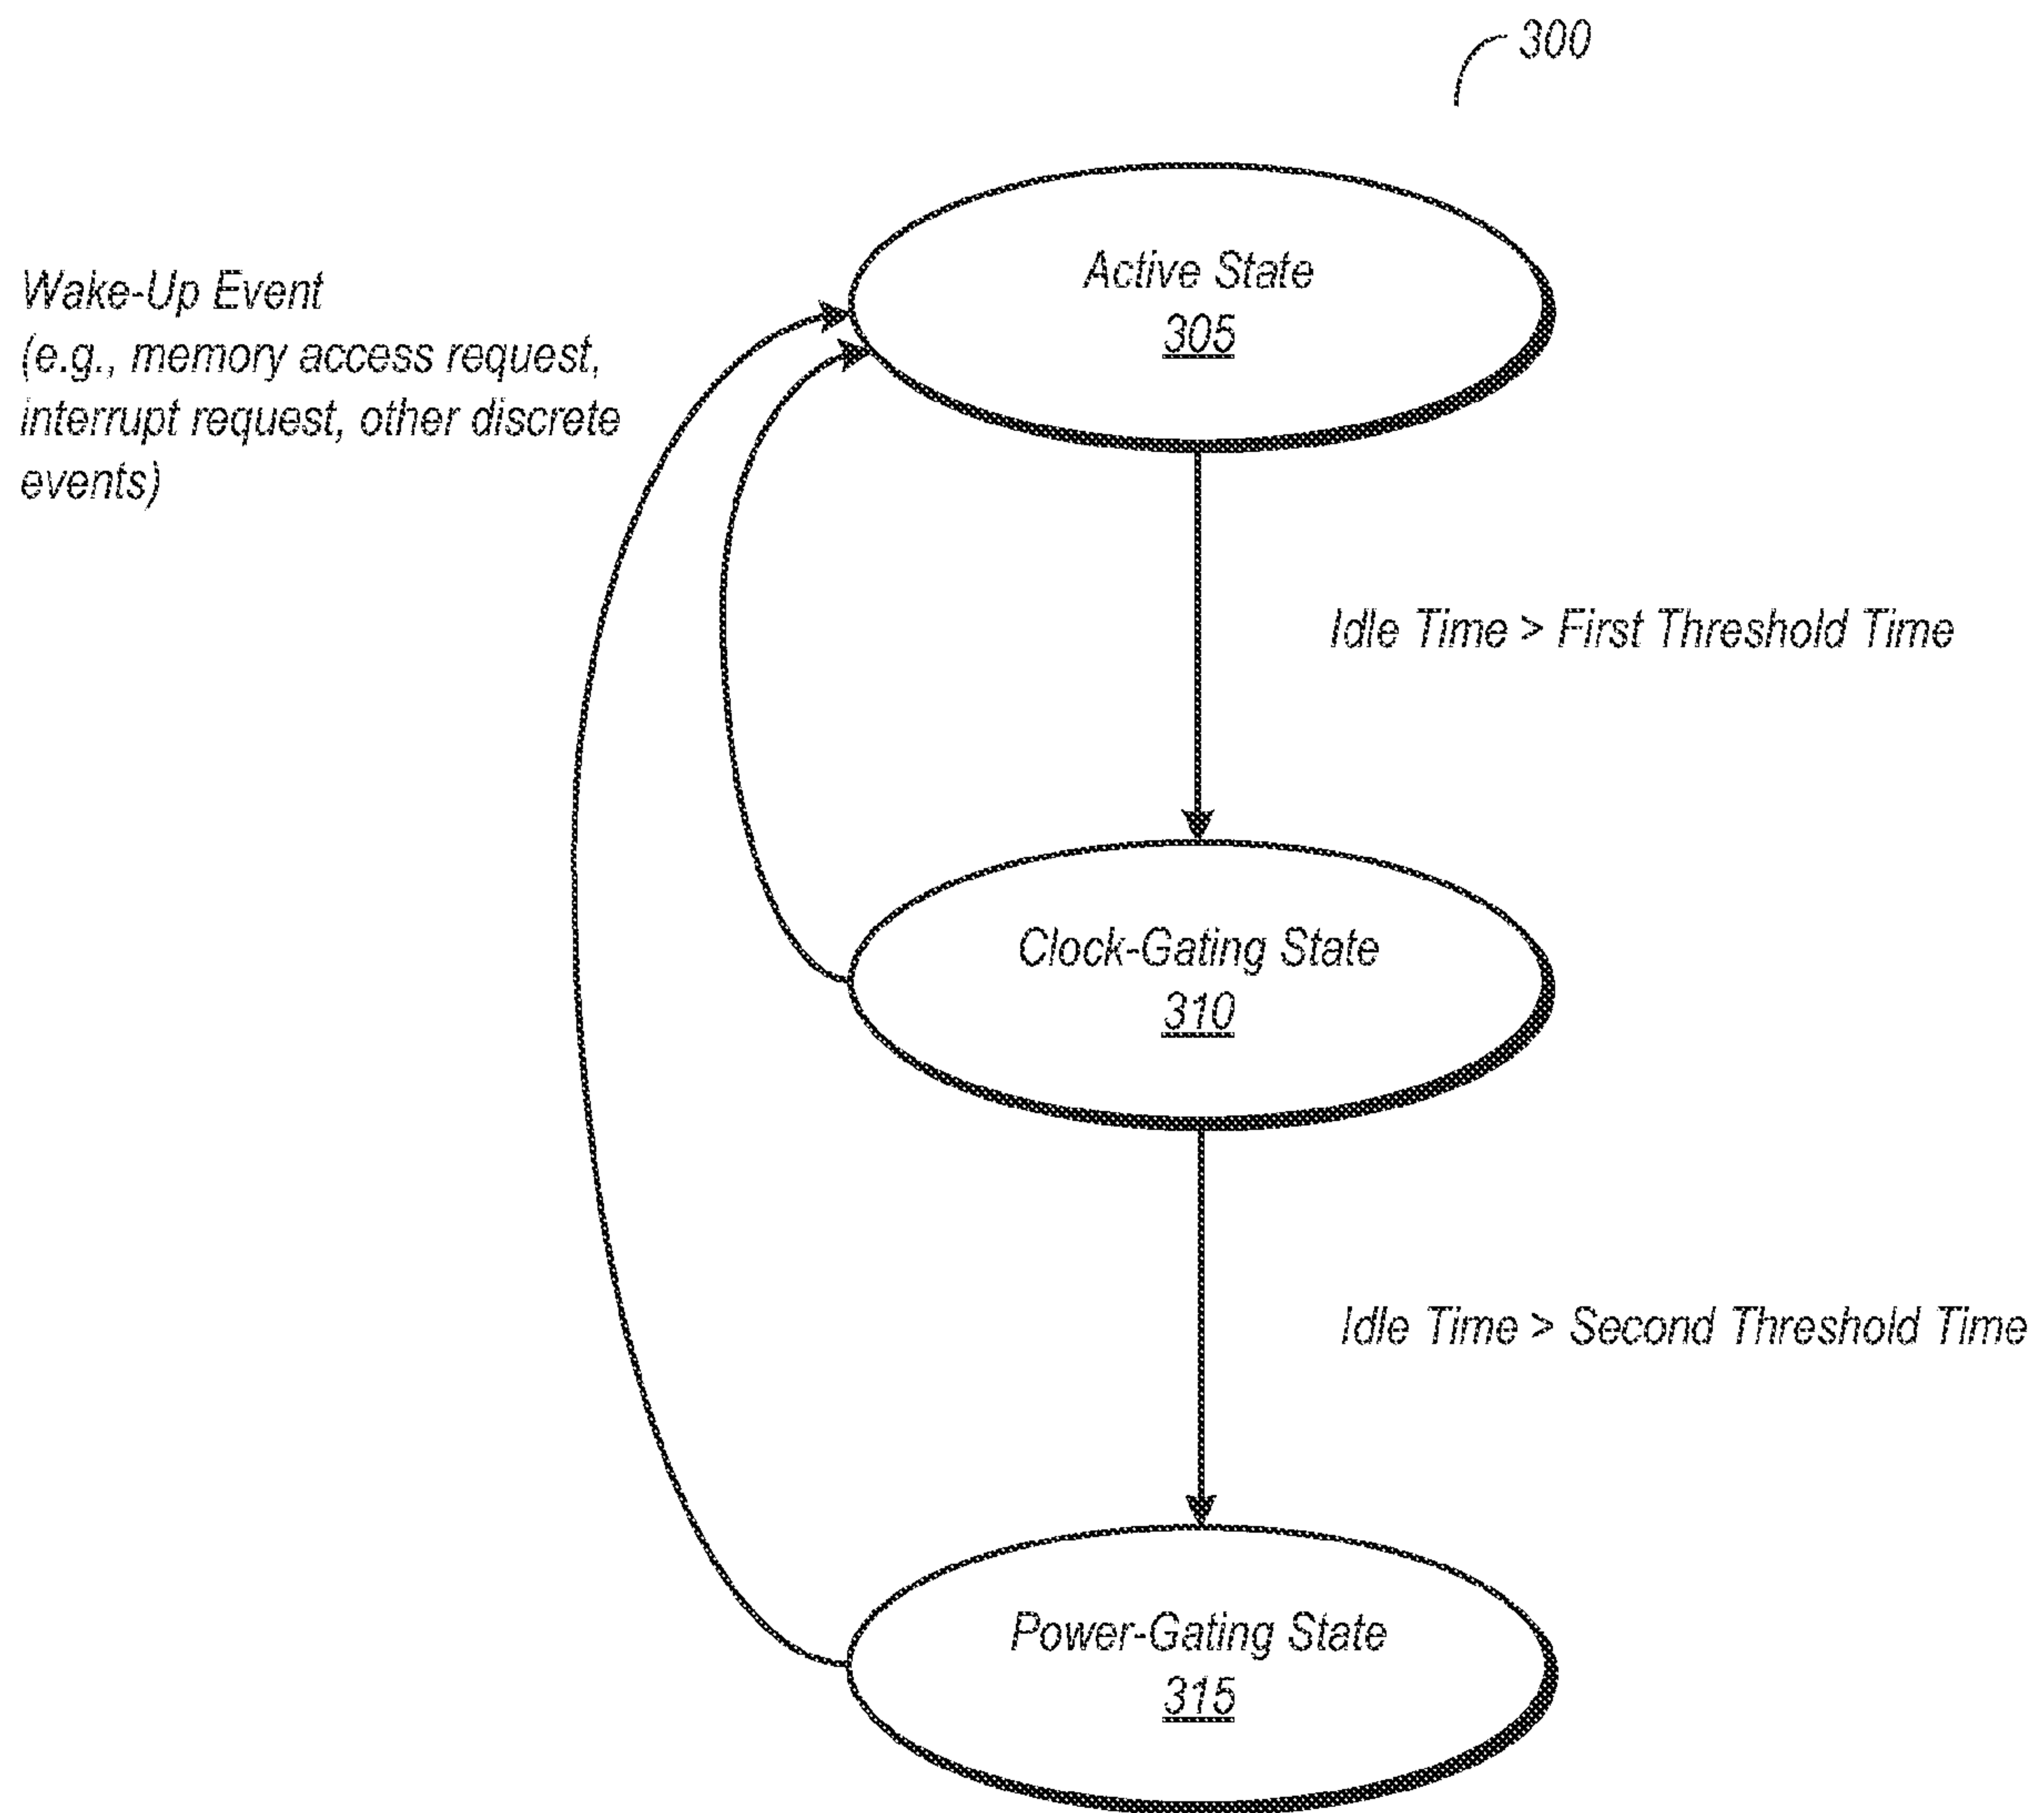 300
Active State
305
Wake-Up Event
(e.g., memory access request,
interrupt request, other discrete
events)
Idle Time > First Threshold Time
Clock-Gating State
310
Idle Time > Second Threshold Time
Power-Gating State
315